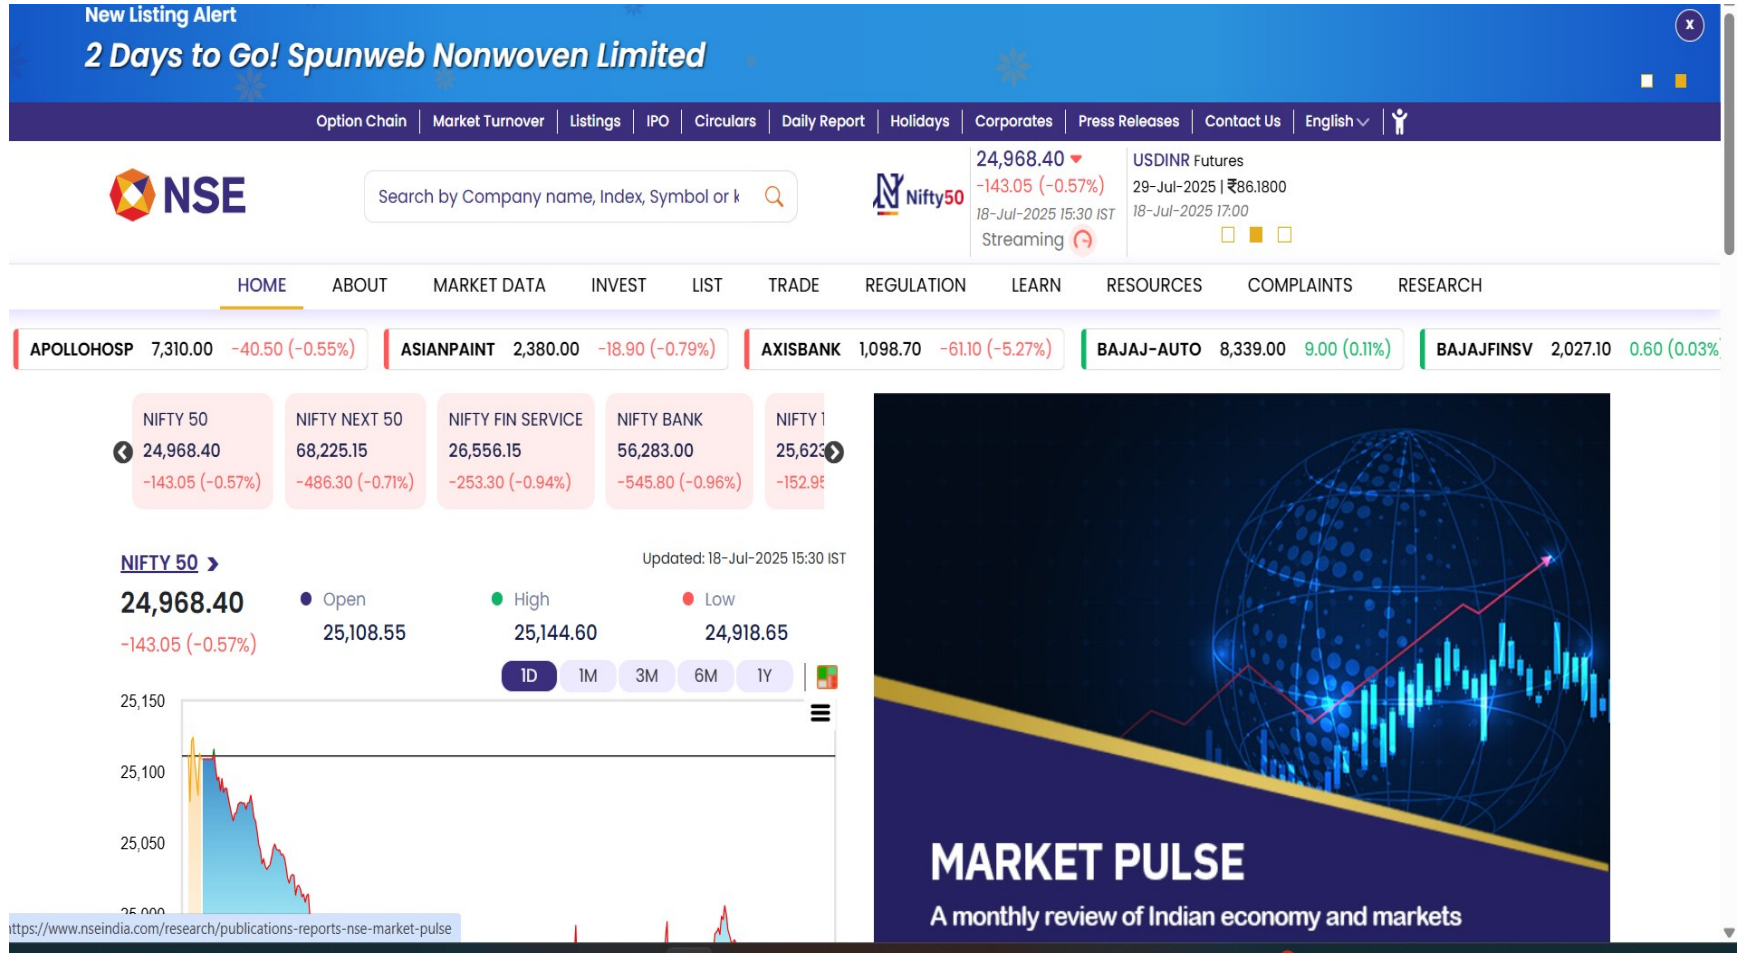 New Listing Alert
2 Days to Go! Spunweb Nonwoven Limited
x
Option Chain Market Turnover Listings IPO Circulars Daily Report Holidays Corporates Press Releases Contact Us English
NSE
Search by Company name, Index, Symbol or k
Nifty50
24,968.40
-143.05 (-0.57%)
18-Jul-2025 15:30 IST
Streaming
USDINR Futures
29-Jul-2025 | ₹86.1800
18-Jul-2025 17:00
HOME ABOUT MARKET DATA INVEST LIST TRADE REGULATION LEARN RESOURCES COMPLAINTS RESEARCH
APOLLOHOSP 7,310.00 -40.50 (-0.55%) ASIANPAINT 2,380.00 -18.90 (-0.79%) AXISBANK 1,098.70 -61.10 (-5.27%) BAJAJ-AUTO 8,339.00 9.00 (0.11%) BAJAJFINSV 2,027.10 0.60 (0.03%
NIFTY 50
24,968.40
-143.05 (-0.57%)
NIFTY NEXT 50
68,225.15
-486.30 (-0.71%)
NIFTY FIN SERVICE
26,556.15
-253.30 (-0.94%)
NIFTY BANK
56,283.00
-545.80 (-0.96%)
NIFTY 1
25,623
-152.95
NIFTY 50
Updated: 18-Jul-2025 15:30 IST
24,968.40
-143.05 (-0.57%)
Open
25,108.55
High
25,144.60
Low
24,918.65
1D 1M 3M 6M 1Y
25,150
25,100
25,050
25,000
ttps://www.nseindia.com/research/publications-reports-nse-market-pulse
MARKET PULSE
A monthly review of Indian economy and markets